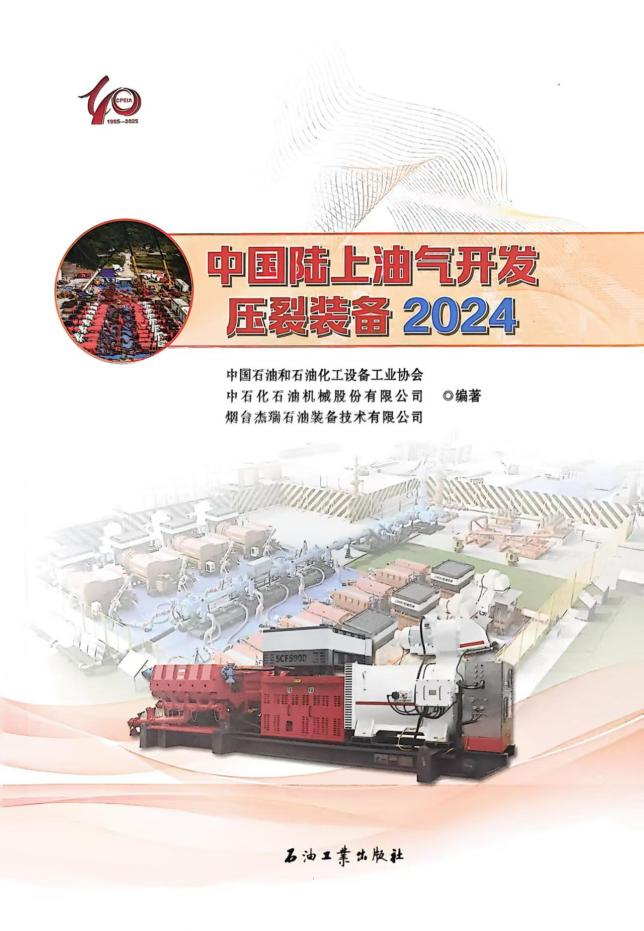 CPEIA
1985—2025
中国陆上油气开发
压裂装备 2024
中国石油和石油化工设备工业协会
中石化石油机械股份有限公司 ◎编著
烟台杰瑞石油装备技术有限公司
SCF5000
石油工業出版社